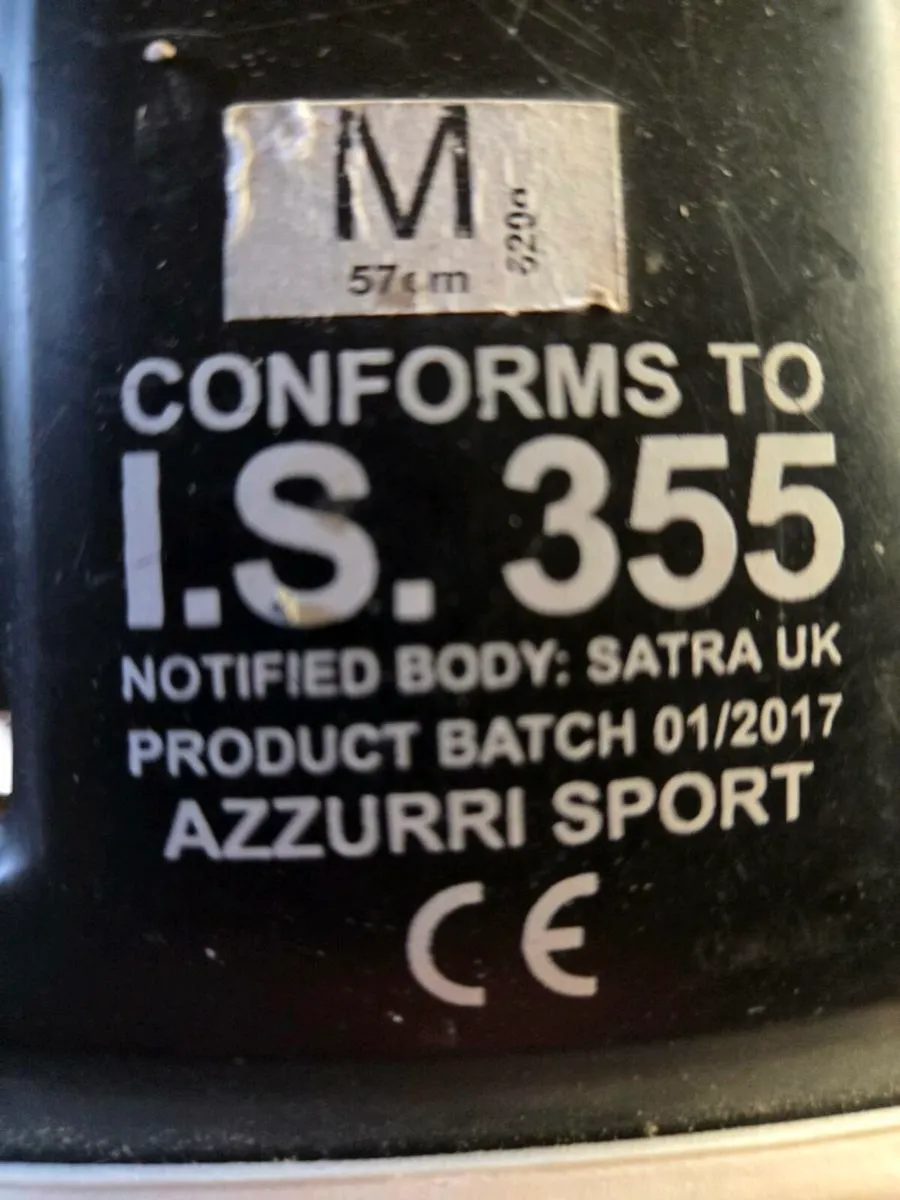 M
57cm
CONFORMS TO
I.S. 355
NOTIFIED BODY: SATRA UK
PRODUCT BATCH 01/2017
AZZURRI SPORT
CE